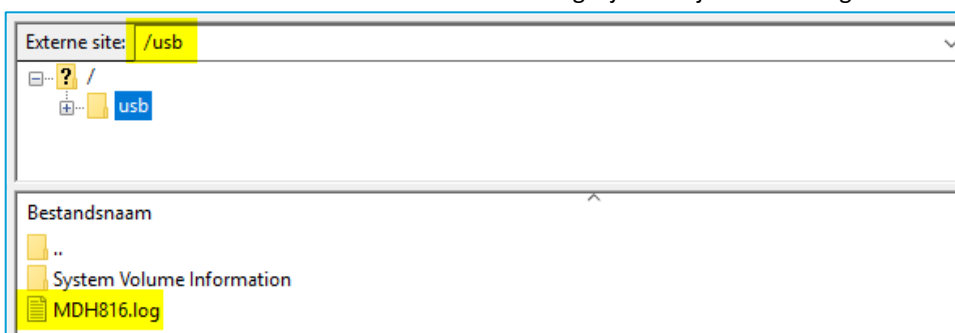 Externe site: /usb
? /
usb
Bestandsnaam
..
System Volume Information
MDH816.log